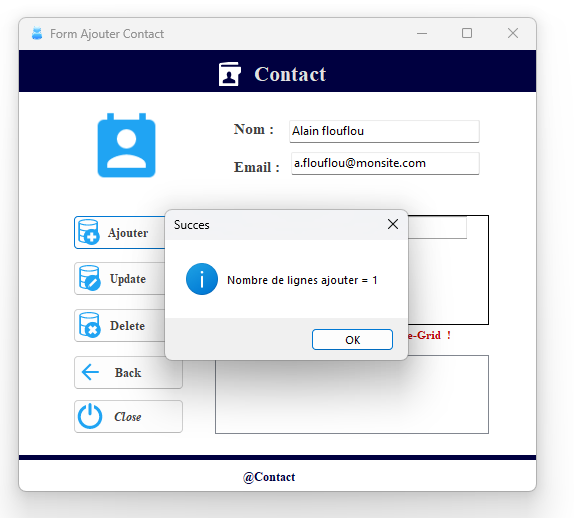 Form Ajouter Contact
Contact
Nom :
Alain flouflou
Email :
a.flouflou@monsite.com
Succes
Ajouter
Nombre de lignes ajouter = 1
Update
Delete
e-Grid !
OK
Back
Close
@Contact